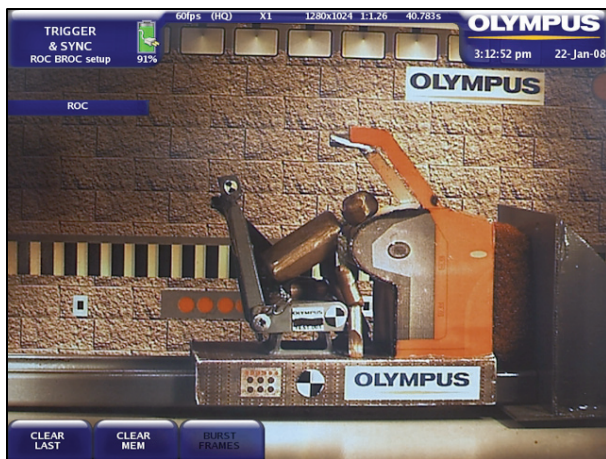 TRIGGER
& SYNC
ROC BROC setup
91%
60fps (HQ) X1 1280x1024 1:1.26 40.783s
OLYMPUS
3:12:52 pm 22-Jan-08
ROC
OLYMPUS
OLYMPUS
OLYMPUS
CLEAR
LAST
CLEAR
MEM
BURST
FRAMES